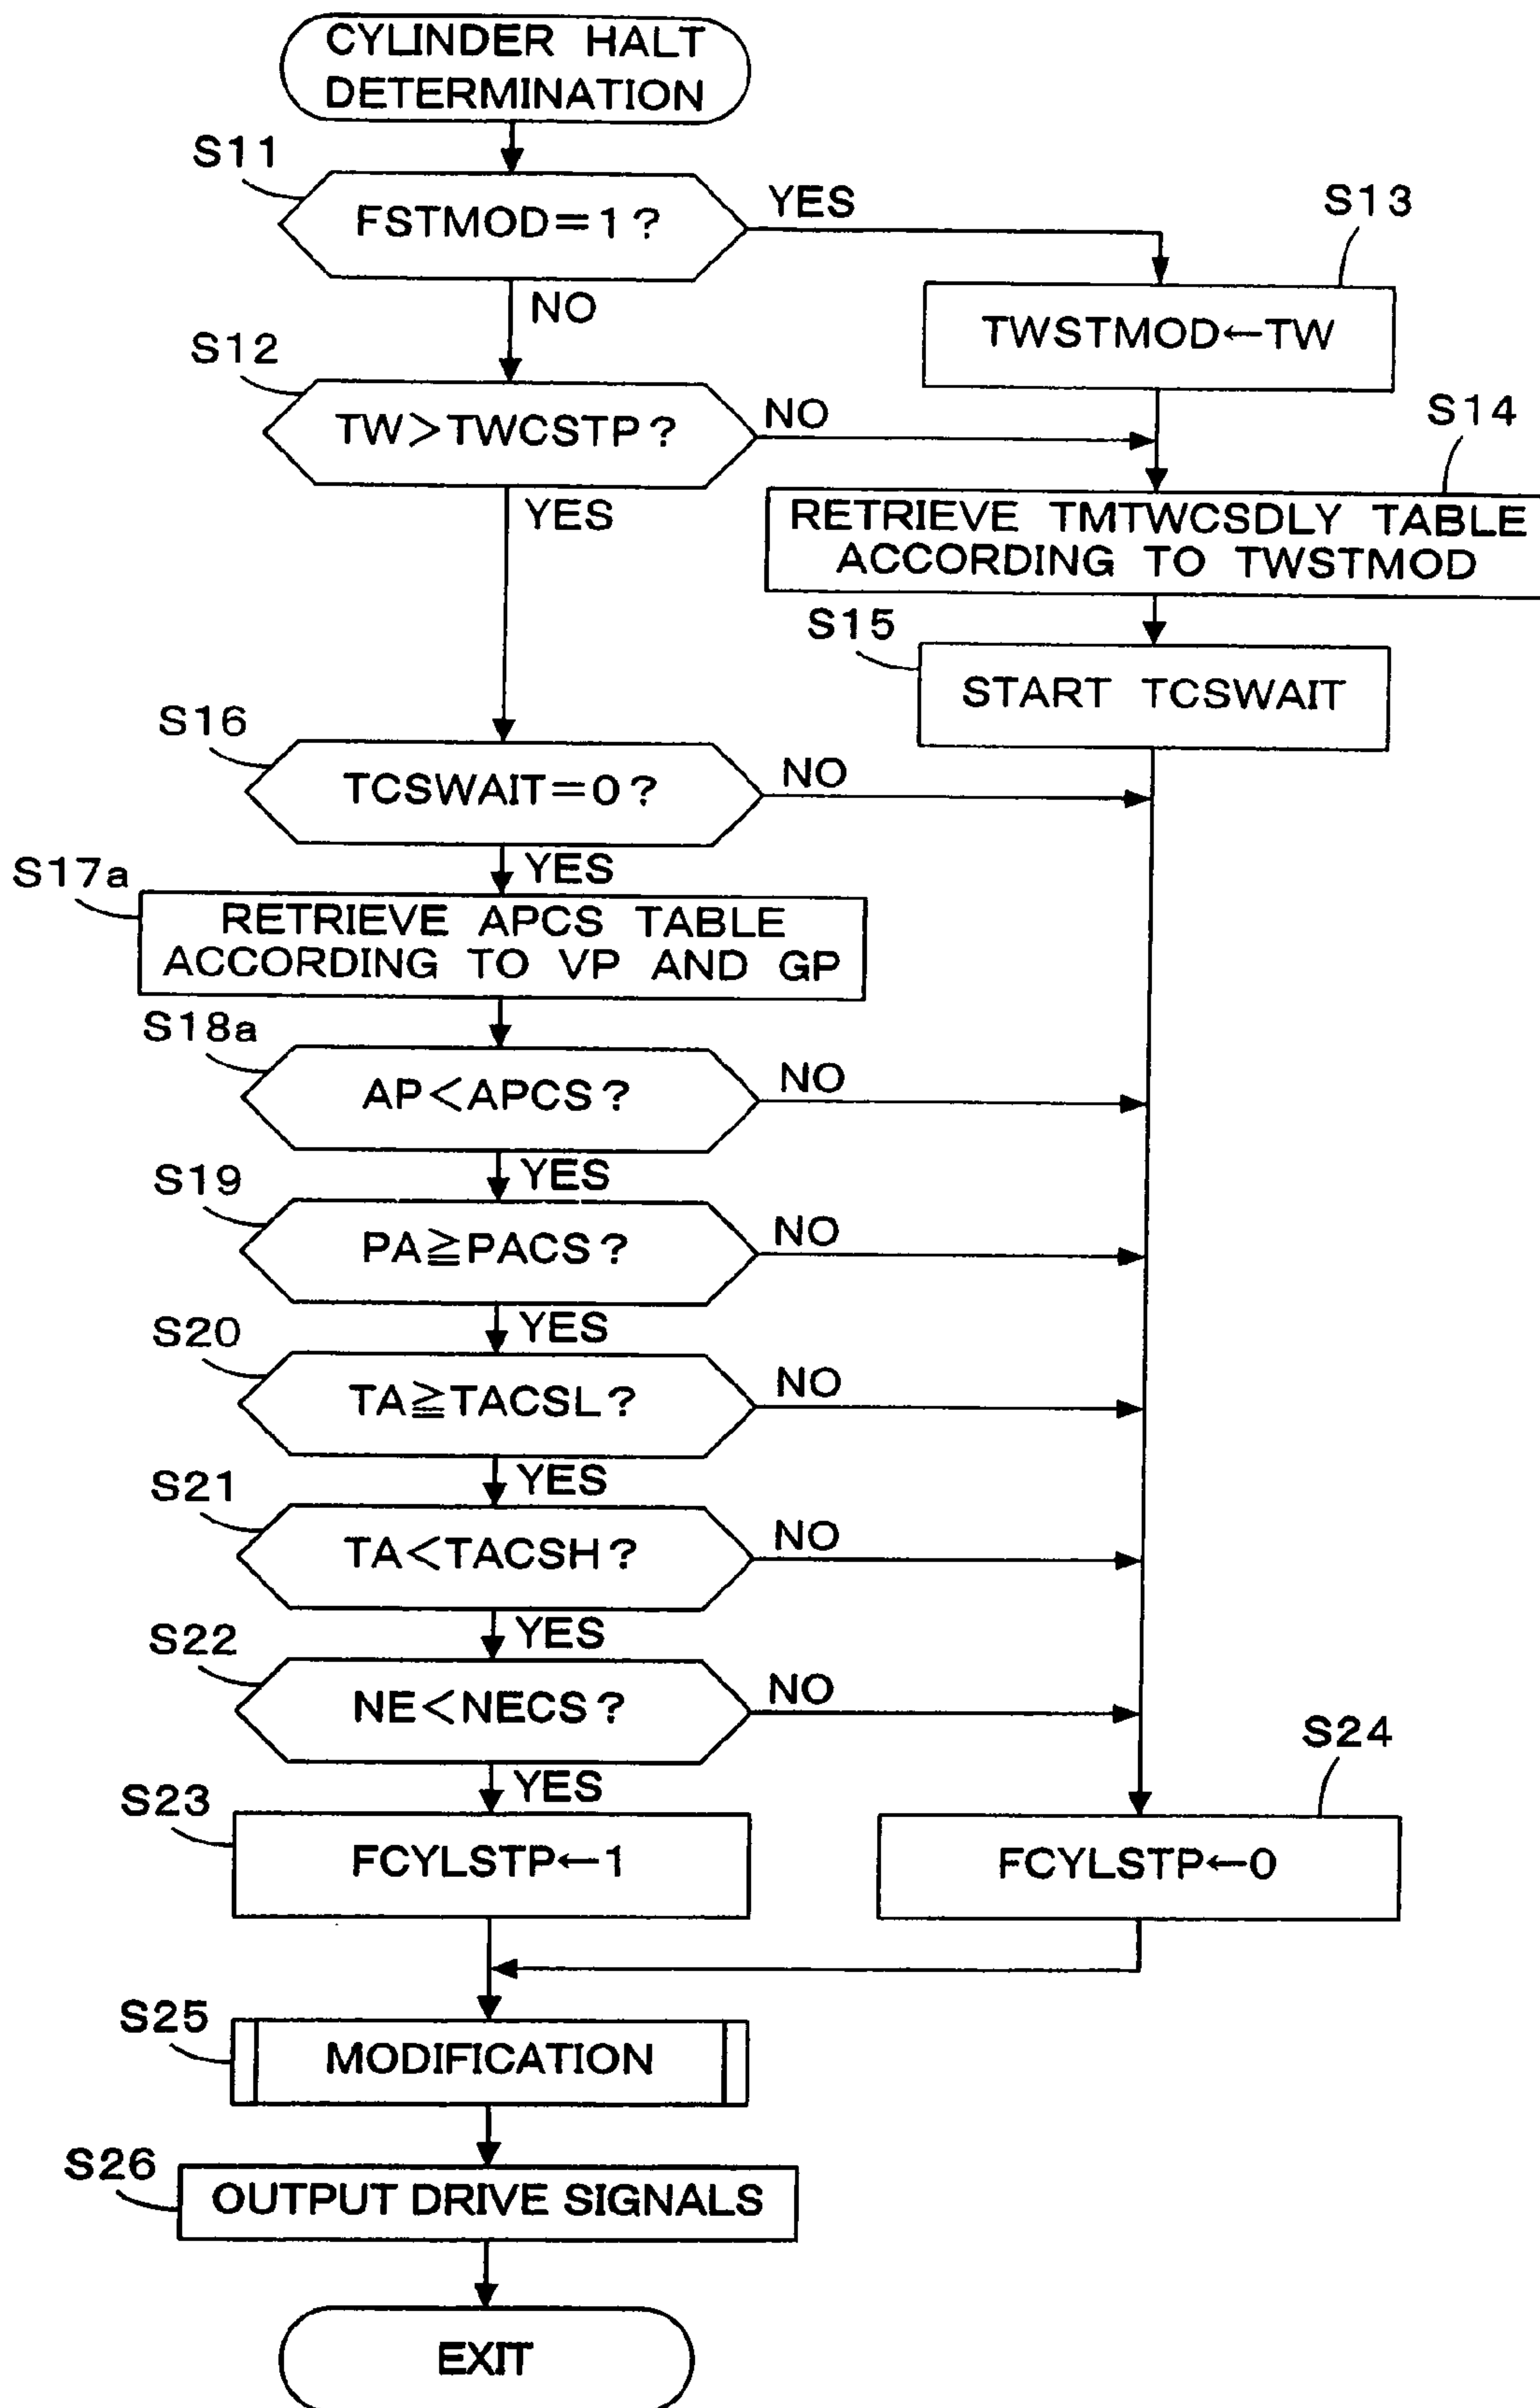 CYLINDER HALT
DETERMINATION
S11
FSTMOD=1?
YES
NO
S13
TWSTMOD←TW
S12
TW>TWCSTP?
NO
YES
S14
RETRIEVE TMTWCSDLY TABLE
ACCORDING TO TWSTMOD
S15
START TCSWAIT
S16
TCSWAIT=0?
NO
YES
S17a
RETRIEVE APCS TABLE
ACCORDING TO VP AND GP
S18a
AP<APCS?
NO
YES
S19
PA≧PACS?
NO
YES
S20
TA≧TACSL?
NO
YES
S21
TA<TACSH?
NO
YES
S22
NE<NECS?
NO
YES
S23
FCYLSTP←1
S24
FCYLSTP←0
S25
MODIFICATION
S26
OUTPUT DRIVE SIGNALS
EXIT